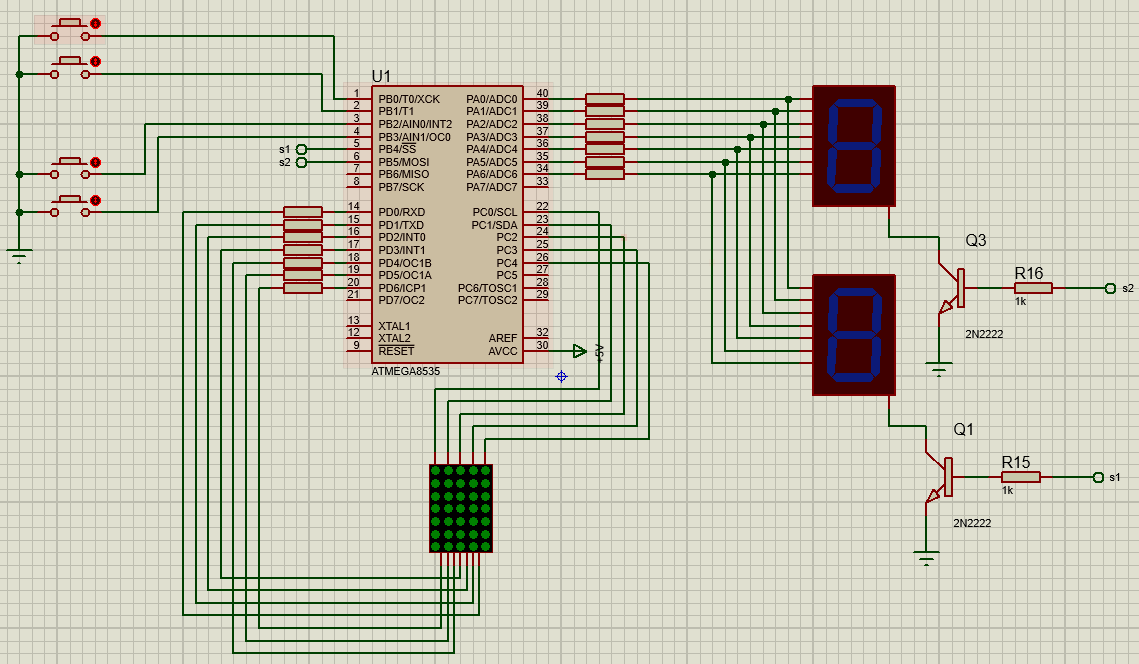 U1
1 PB0/T0/XCK PA0/ADC0 40
2 PB1/T1 PA1/ADC1 39
3 PB2/AIN0/INT2 PA2/ADC2 38
4 PB3/AIN1/OC0 PA3/ADC3 37
s1 5 PB4/SS PA4/ADC4 36
s2 6 PB5/MOSI PA5/ADC5 35
7 PB6/MISO PA6/ADC6 34
8 PB7/SCK PA7/ADC7 33
14 PD0/RXD PC0/SCL 22
15 PD1/TXD PC1/SDA 23
16 PD2/INT0 PC2 24
17 PD3/INT1 PC3 25
18 PD4/OC1B PC4 26
19 PD5/OC1A PC5 27
20 PD6/ICP1 PC6/TOSC1 28
21 PD7/OC2 PC7/TOSC2 29
13 XTAL1
12 XTAL2 AREF 32
9 RESET AVCC 30
+5V
ATMEGA8535
Q3
R16
1k
s2
2N2222
Q1
R15
1k
s1
2N2222